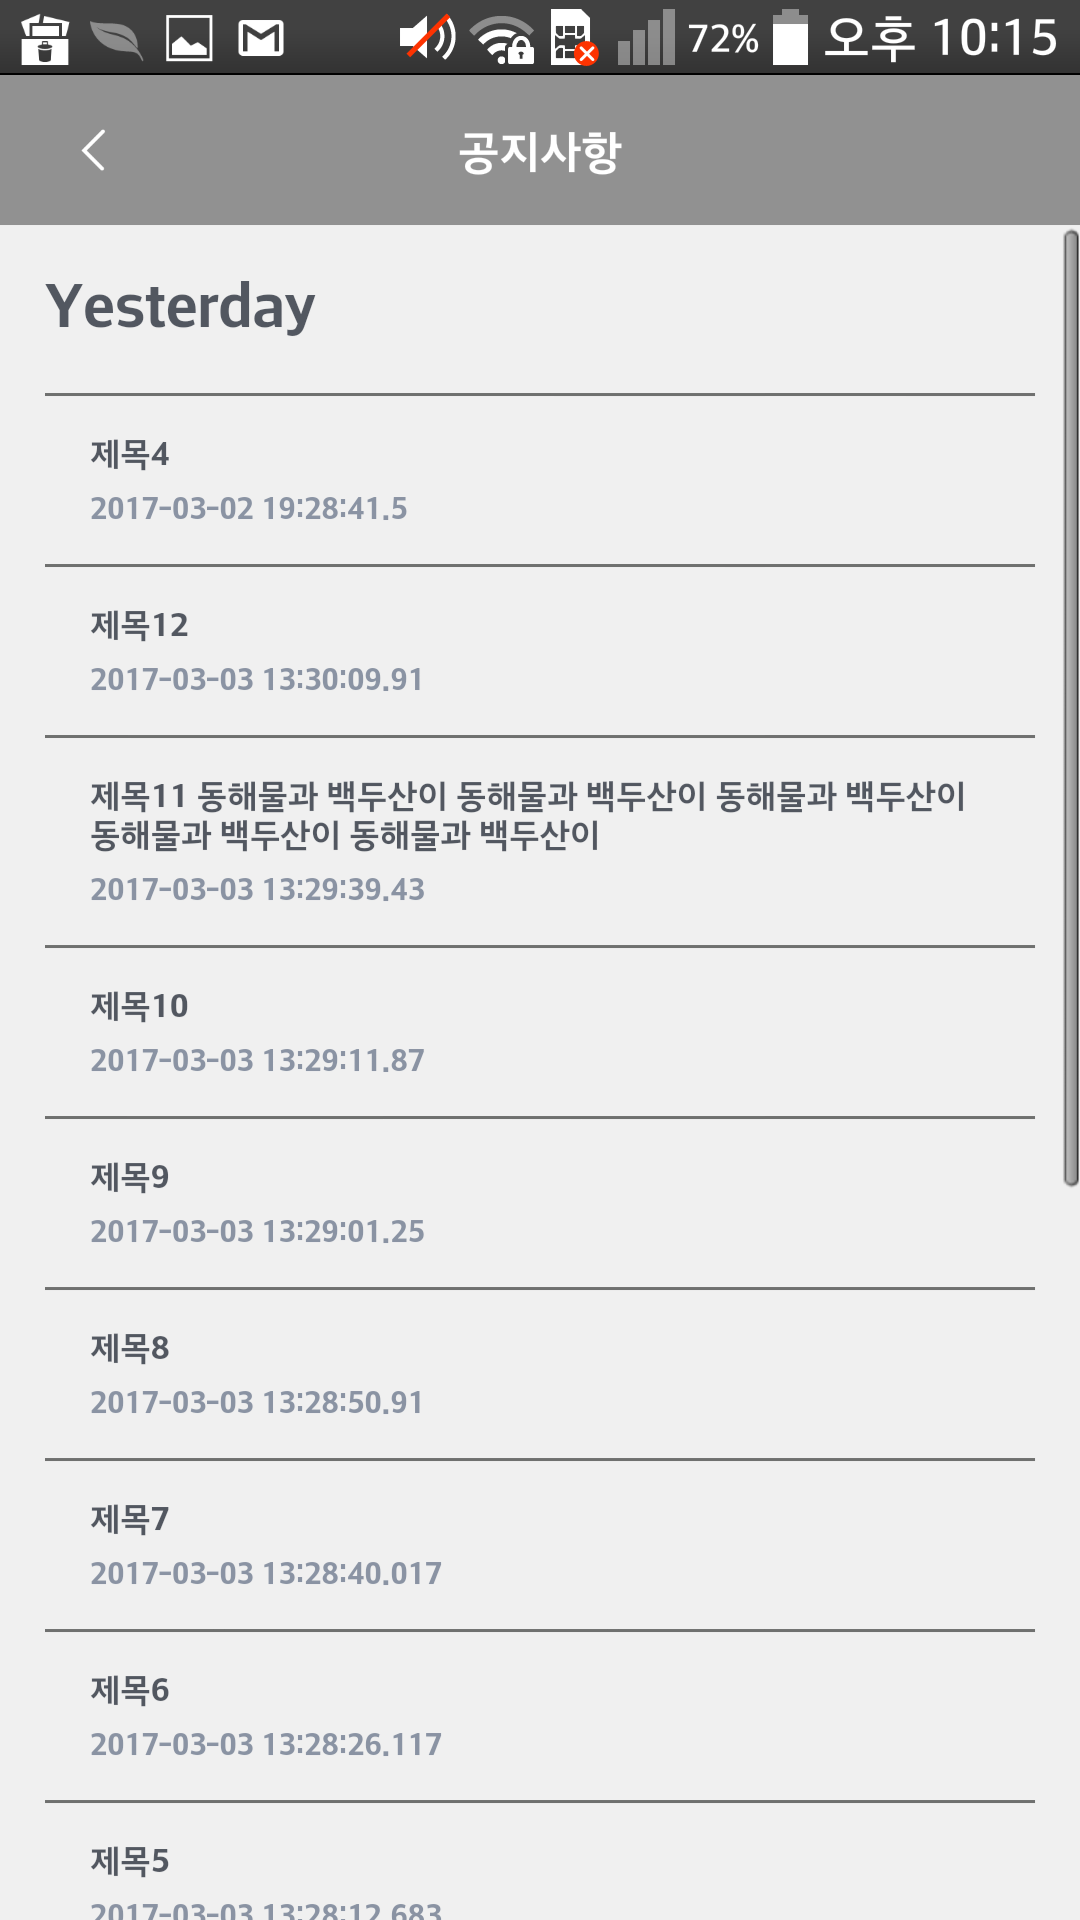 72% 오후 10:15
공지사항
Yesterday
제목4
2017-03-02 19:28:41.5
제목12
2017-03-03 13:30:09.91
제목11 동해물과 백두산이 동해물과 백두산이 동해물과 백두산이
동해물과 백두산이 동해물과 백두산이
2017-03-03 13:29:39.43
제목10
2017-03-03 13:29:11.87
제목9
2017-03-03 13:29:01.25
제목8
2017-03-03 13:28:50.91
제목7
2017-03-03 13:28:40.017
제목6
2017-03-03 13:28:26.117
제목5
2017-03-03 13:28:12.683